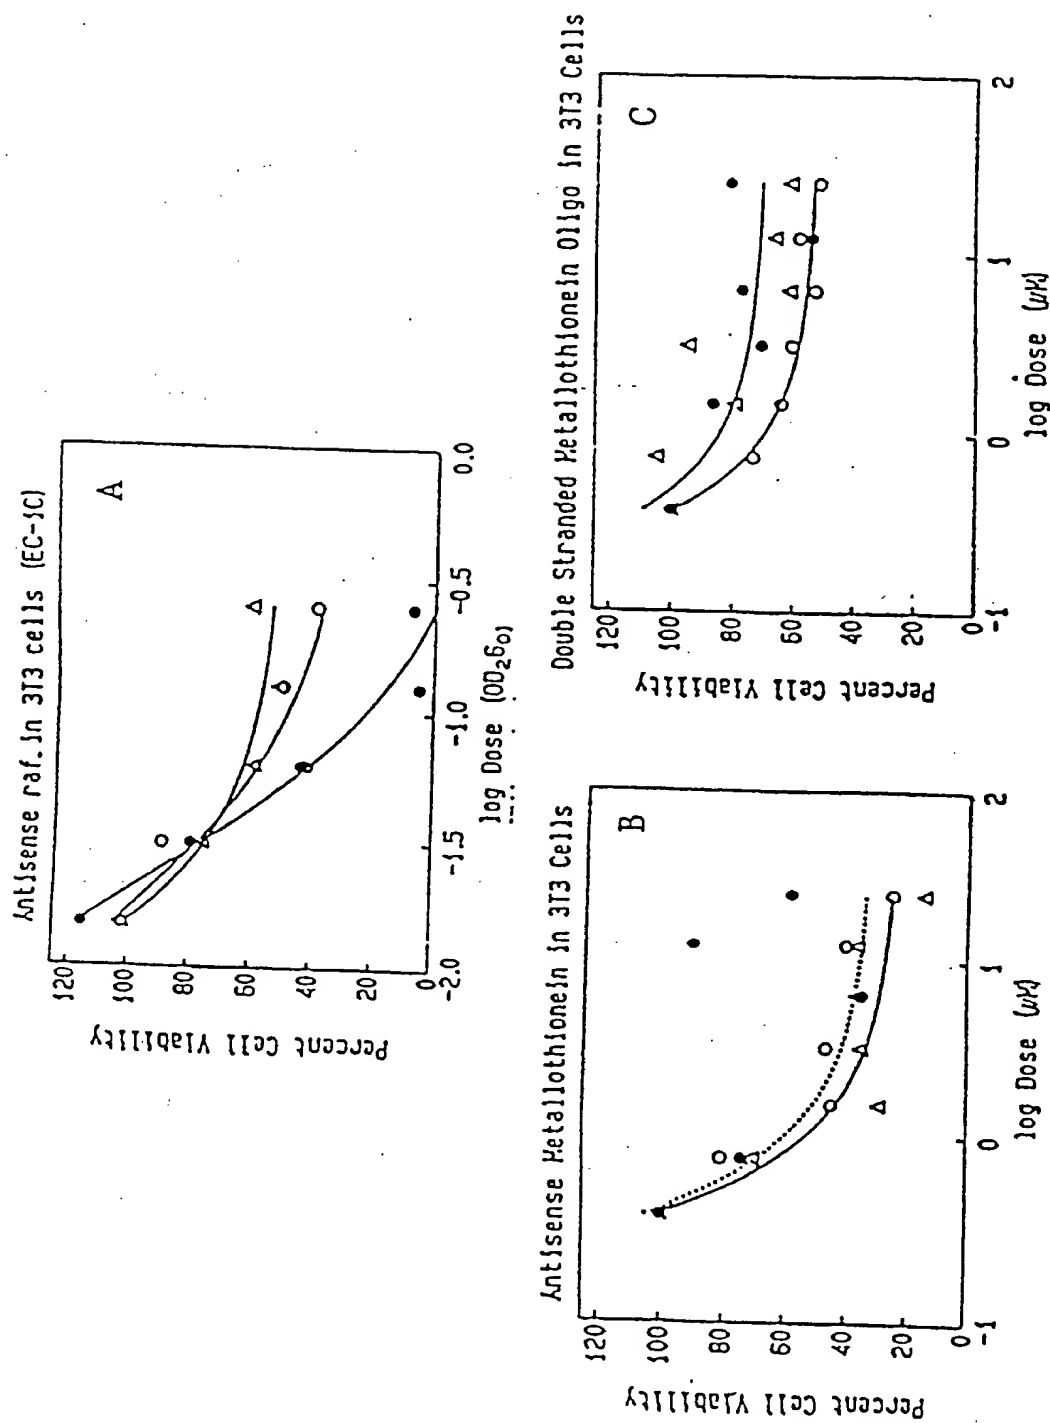 Antisense raf. in 3T3 cells (EC-1C)
A
Percent Cell Viability
120
100
80
60
40
20
0
-2.0
-1.5
-1.0
-0.5
0.0
log Dose (OD260)
Antisense Metallothionein in 3T3 Cells
B
Percent Cell Viability
120
100
80
60
40
20
0
-1
0
1
2
log Dose (µM)
Double Stranded Metallothionein Oligo in 3T3 Cells
C
Percent Cell Viability
120
100
80
60
40
20
0
-1
0
1
2
log Dose (µM)